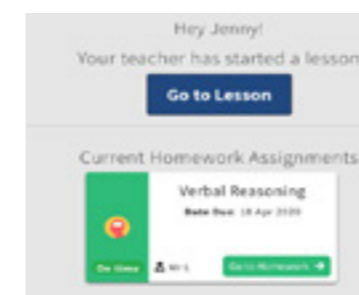 Hey Jenny!
Your teacher has started a lesson
Go to Lesson
Current Homework Assignments
Verbal Reasoning
Date Due: 18 Apr 2020
On time
Go to Homework